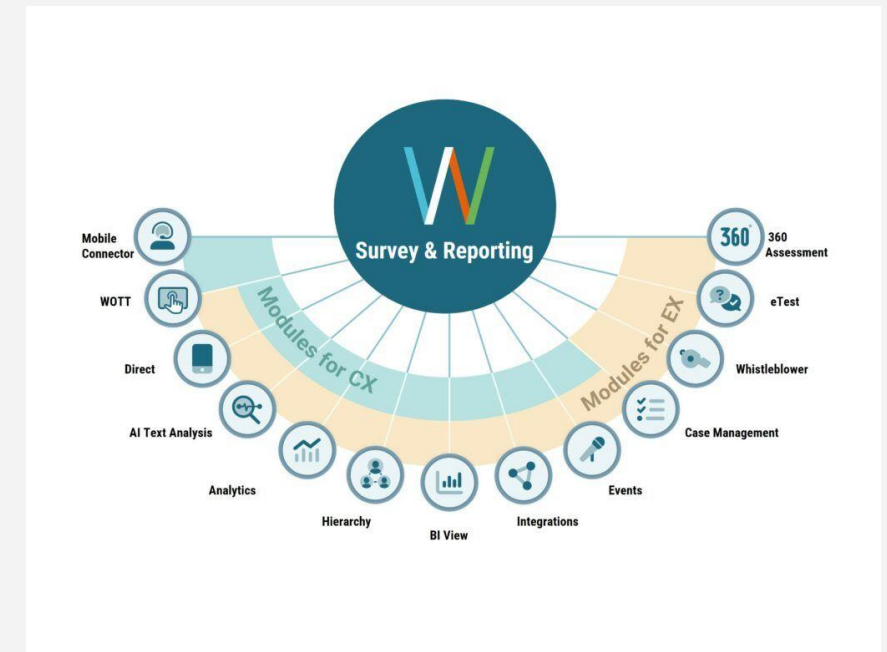 Survey & Reporting
Modules for CX
Modules for EX
Mobile
Connector
WOTT
Direct
AI Text Analysis
Analytics
Hierarchy
BI View
Integrations
Events
Case Management
Whistleblower
eTest
360°
360
Assessment